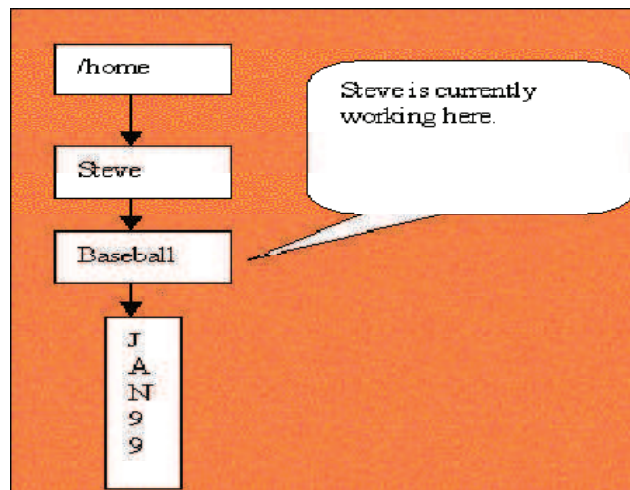 /home
Steve is currently
working here.
Steve
Baseball
J
A
N
9
9